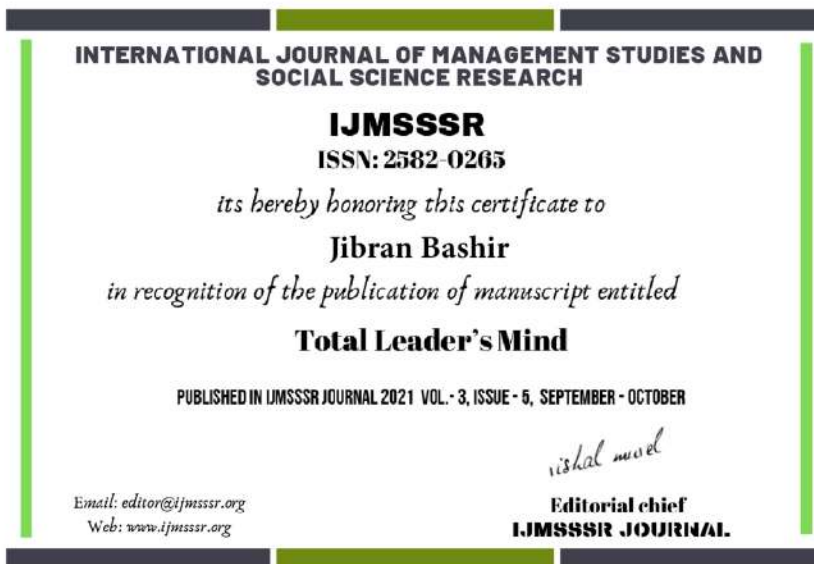 INTERNATIONAL JOURNAL OF MANAGEMENT STUDIES AND
SOCIAL SCIENCE RESEARCH
IJMSSSR
ISSN: 2582-0265
its hereby honoring this certificate to
Jibran Bashir
in recognition of the publication of manuscript entitled
Total Leader's Mind
PUBLISHED IN IJMSSSR JOURNAL 2021 VOL.- 3, ISSUE - 5, SEPTEMBER - OCTOBER
vishal
Email: editor@ijmsssr.org
Web: www.ijmsssr.org
Editorial chief
IJMSSSR JOURNAL